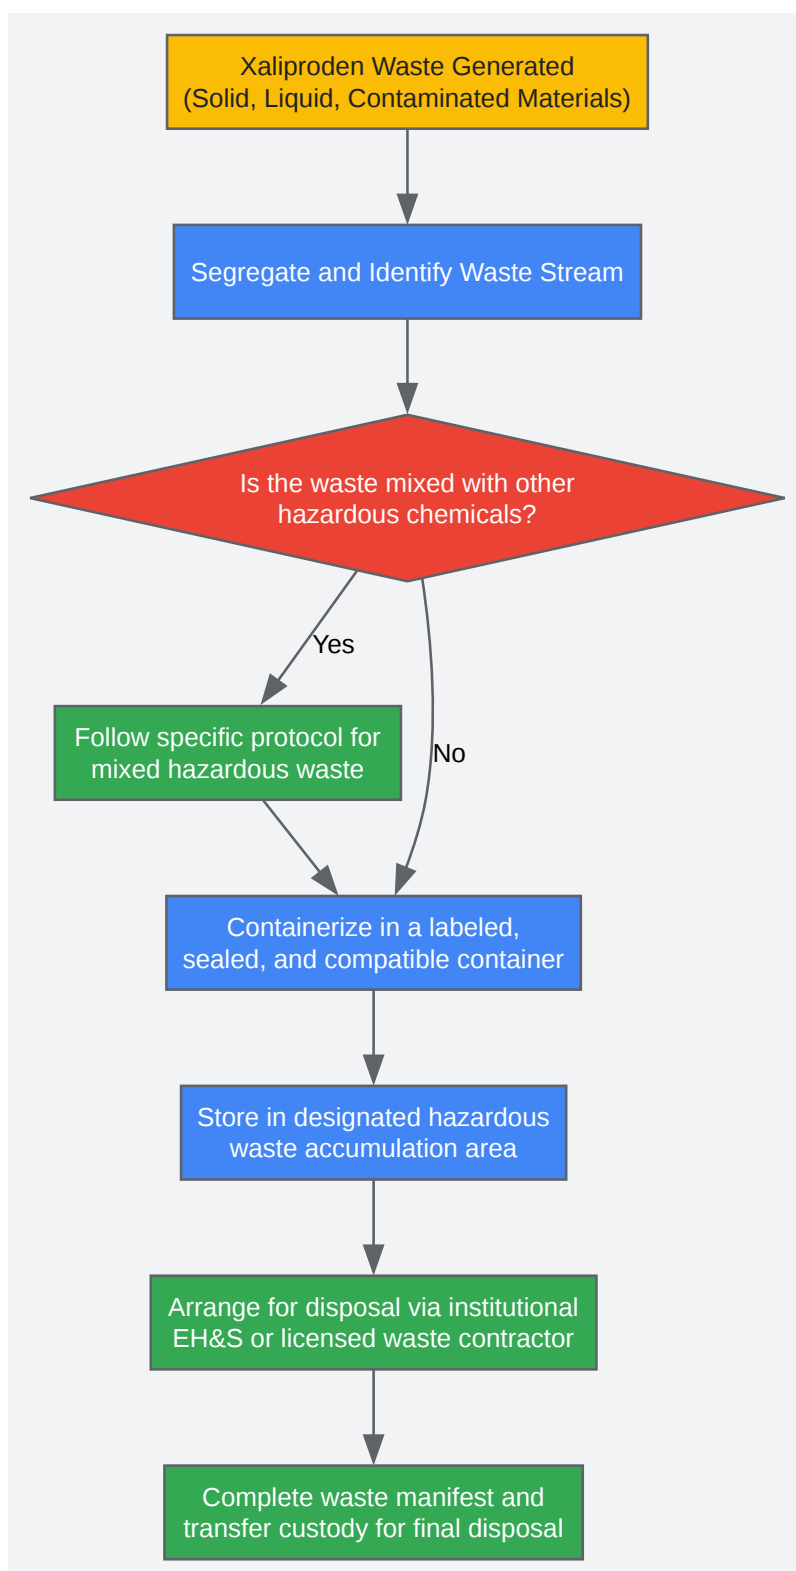 Xaliproden Waste Generated
(Solid, Liquid, Contaminated Materials)
Segregate and Identify Waste Stream
Is the waste mixed with other
hazardous chemicals?
Yes
Follow specific protocol for
mixed hazardous waste
No
Containerize in a labeled,
sealed, and compatible container
Store in designated hazardous
waste accumulation area
Arrange for disposal via institutional
EH&S or licensed waste contractor
Complete waste manifest and
transfer custody for final disposal